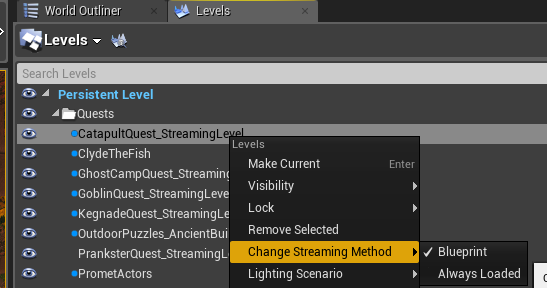 World Outliner
Levels
Levels
Search Levels
Persistent Level
Quests
CatapultQuest_StreamingLevel
ClydeTheFish
GhostCampQuest_Streaming
GoblinQuest_StreamingLeve
KegnadeQuest_StreamingLe
OutdoorPuzzles_AncientBui
PranksterQuest_StreamingL
PrometActors
Levels
Make Current Enter
Visibility
Lock
Remove Selected
Change Streaming Method
Lighting Scenario
Blueprint
Always Loaded